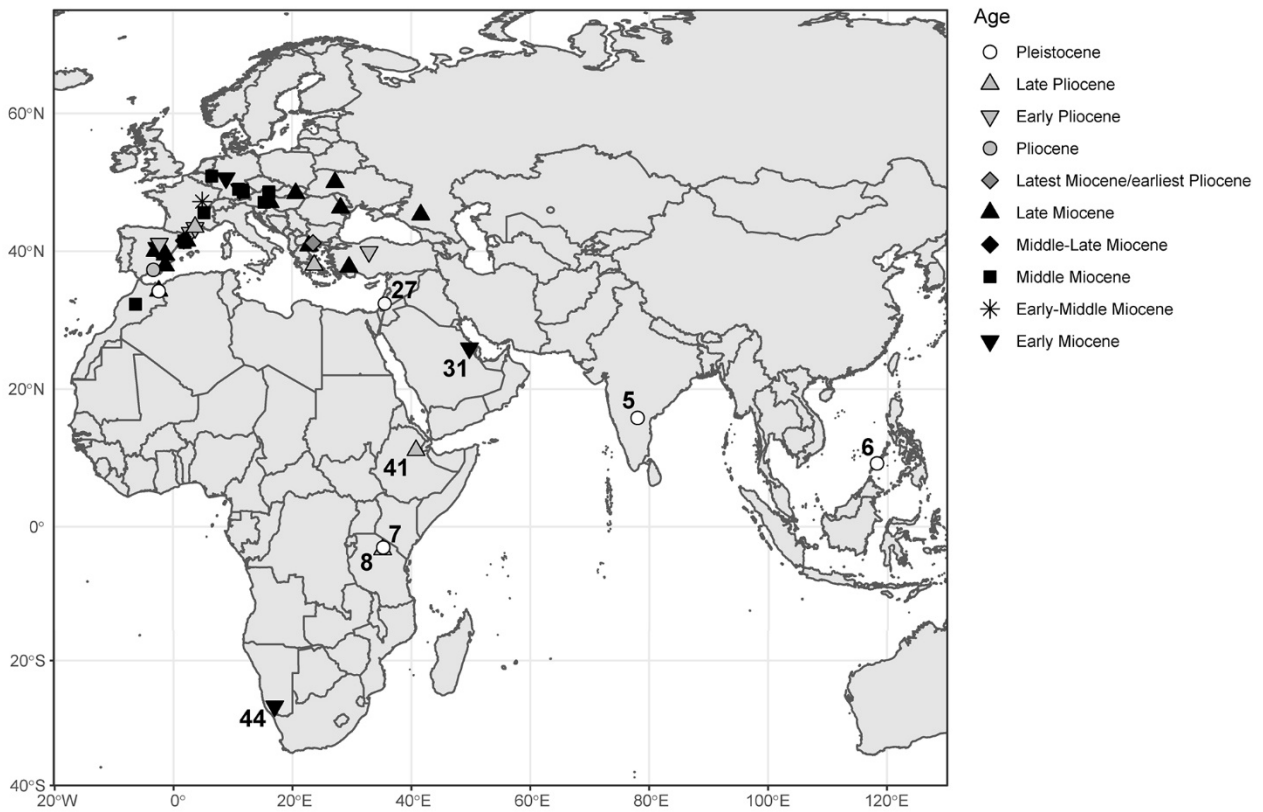 Age
Pleistocene
Late Pliocene
Early Pliocene
Pliocene
Latest Miocene/earliest Pliocene
Late Miocene
Middle-Late Miocene
Middle Miocene
Early-Middle Miocene
Early Miocene
60°N
40°N
20°N
0°
20°S
40°S
27
31
5
6
41
7
8
44
20°W
0°
20°E
40°E
60°E
80°E
100°E
120°E